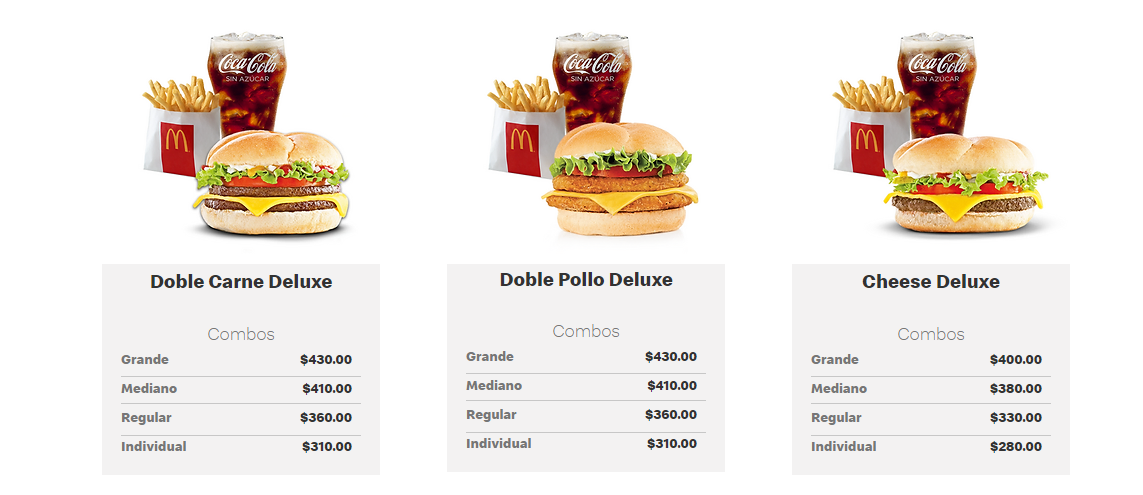 Coca-Cola
SIN AZÚCAR
Coca-Cola
SIN AZÚCAR
Coca-Cola
SIN AZÚCAR
Doble Carne Deluxe
Combos
Grande $430.00
Mediano $410.00
Regular $360.00
Individual $310.00
Doble Pollo Deluxe
Combos
Grande $430.00
Mediano $410.00
Regular $360.00
Individual $310.00
Cheese Deluxe
Combos
Grande $400.00
Mediano $380.00
Regular $330.00
Individual $280.00